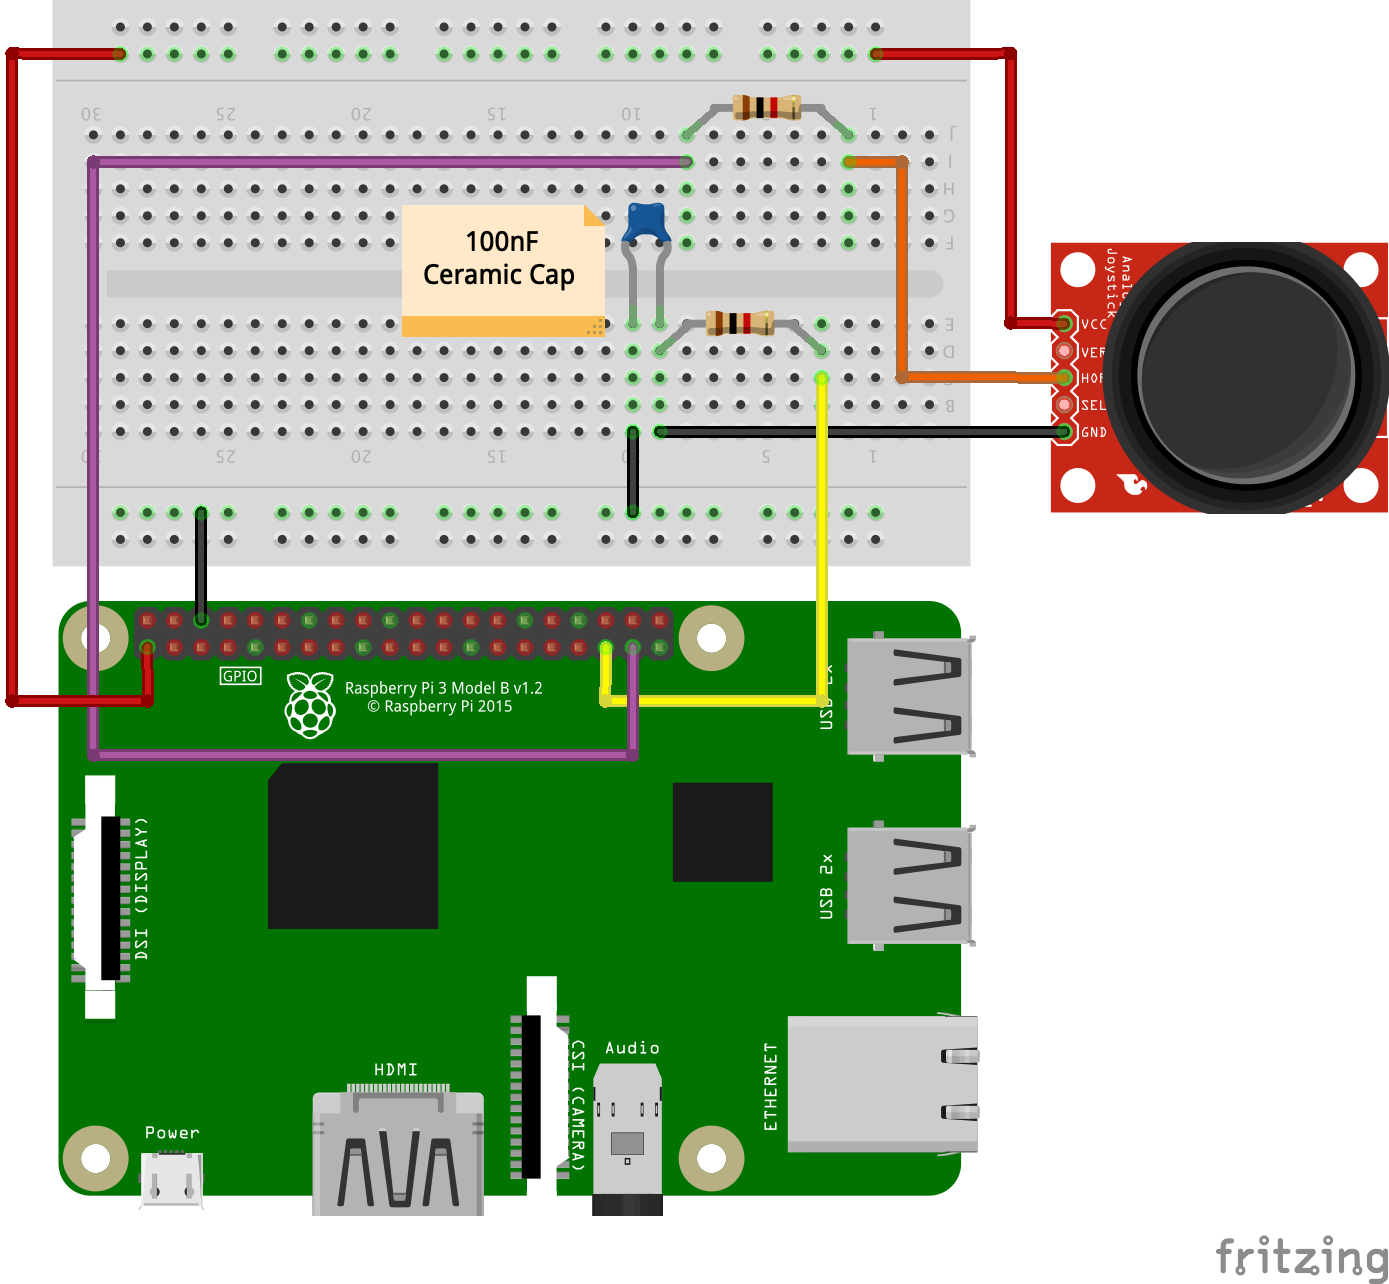 30 25 20 15 10 1
J
I
H
G
F
100nF
Ceramic Cap
E
D
B
25 20 15 5 1
Analog
Joystick
VCC
VER
HOR
SEL
GND
GPIO
Raspberry Pi 3 Model B v1.2
© Raspberry Pi 2015
USB 2x
DSI (DISPLAY)
USB 2x
ETHERNET
CSI (CAMERA)
Audio
HDMI
Power
fritzing